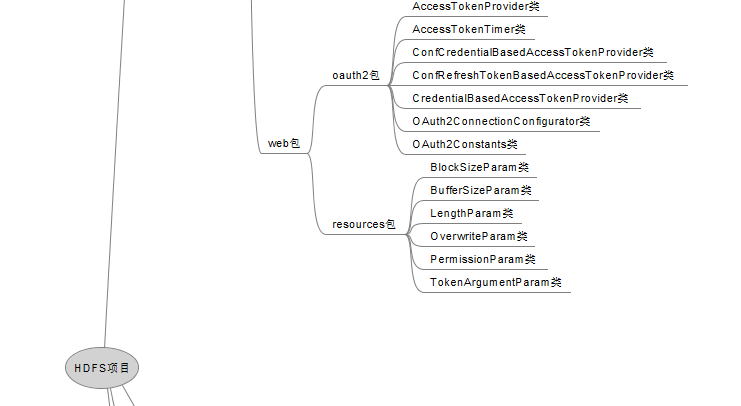 AccessTokenProvider类
AccessTokenTimer类
ConfCredentialBasedAccessTokenProvider类
oauth2包
ConfRefreshTokenBasedAccessTokenProvider类
CredentialBasedAccessTokenProvider类
OAuth2ConnectionConfigurator类
web包
OAuth2Constants类
BlockSizeParam类
BufferSizeParam类
LengthParam类
resources包
OverwriteParam类
PermissionParam类
TokenArgumentParam类
HDFS项目